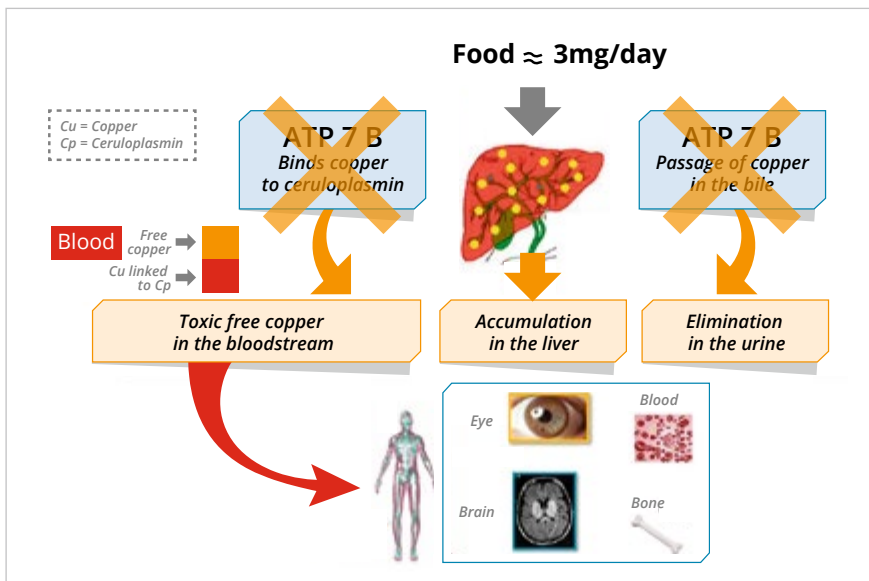 Food ≈ 3mg/day
Cu = Copper
Cp = Ceruloplasmin
ATP 7 B
Binds copper
to ceruloplasmin
ATP 7 B
Passage of copper
in the bile
Blood
Free
copper
Cu linked
to Cp
Toxic free copper
in the bloodstream
Accumulation
in the liver
Elimination
in the urine
Eye
Blood
Brain
Bone